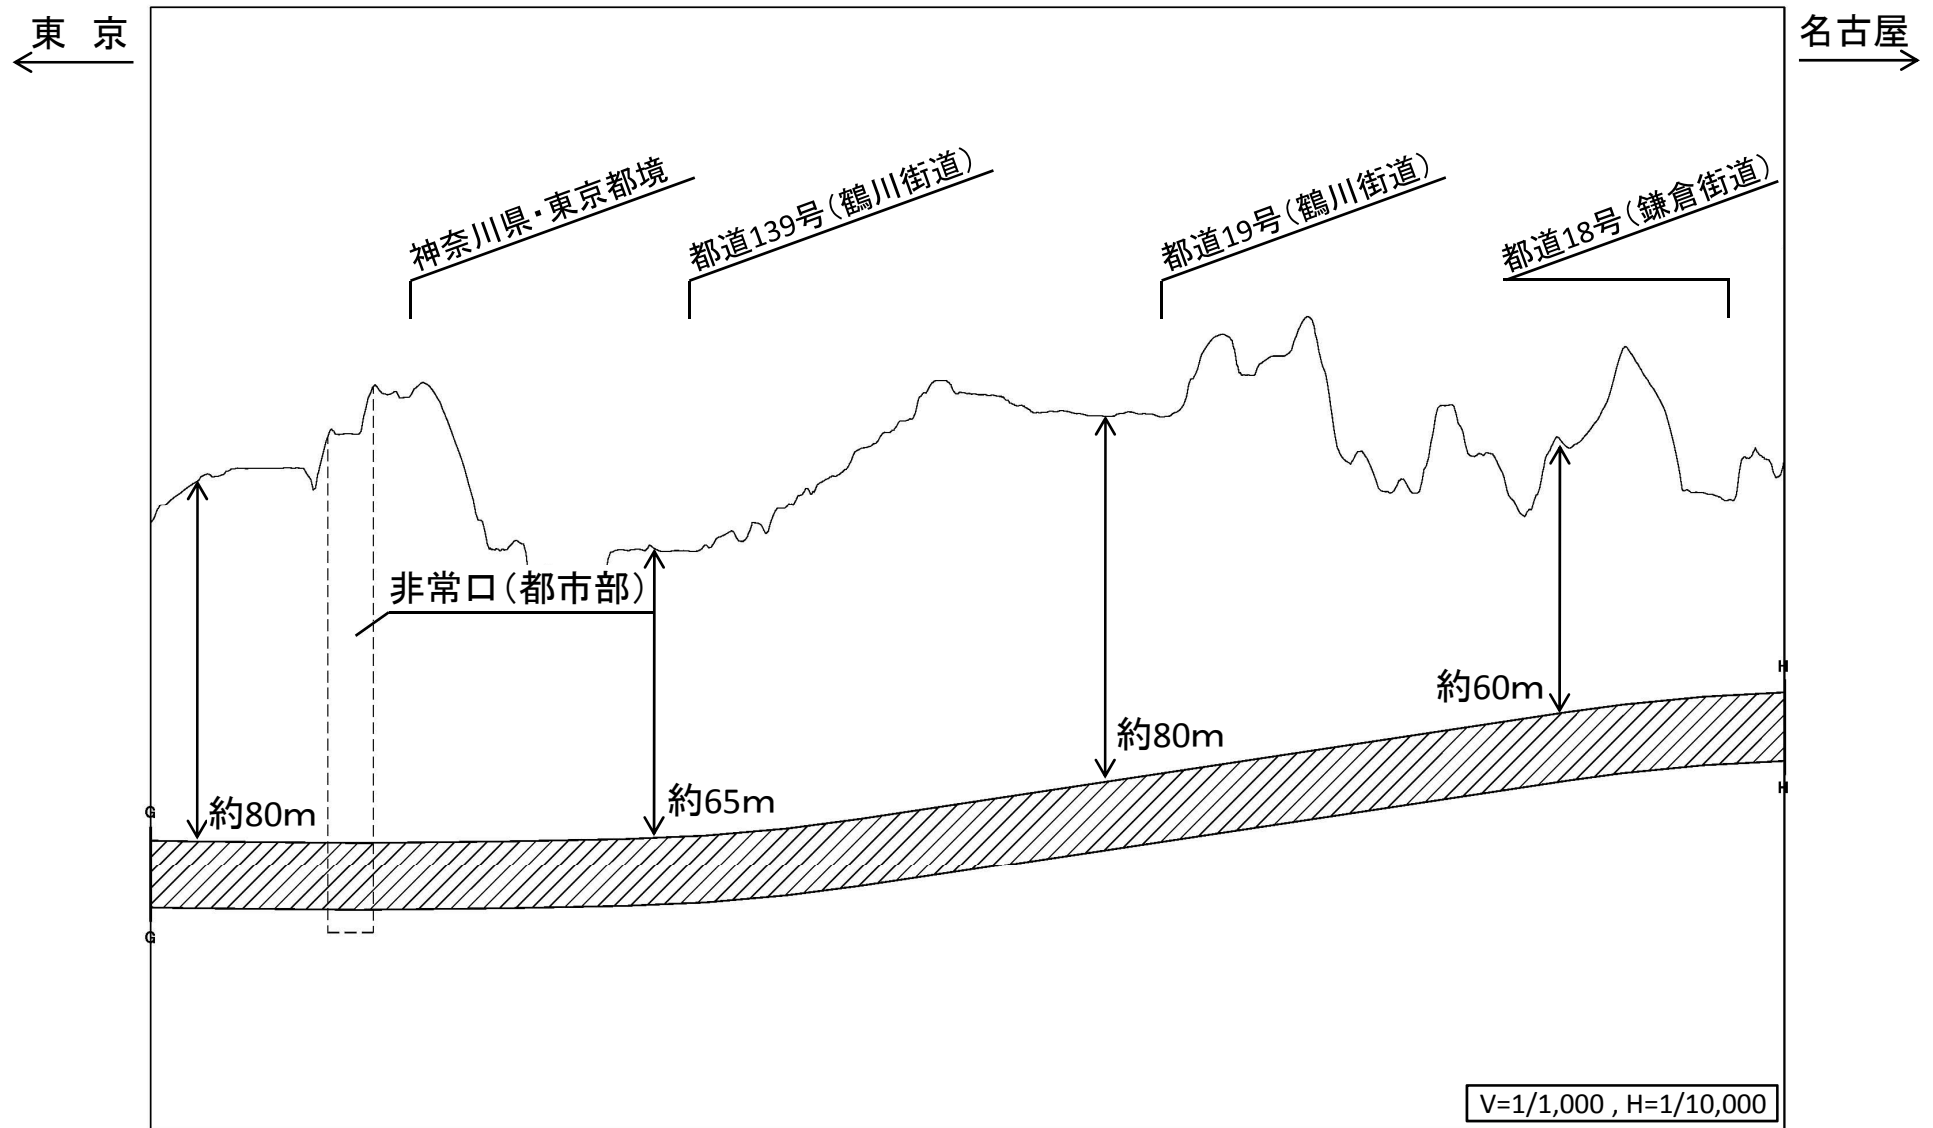 東 京
名古屋
神奈川県・東京都境
都道139号（鶴川街道）
都道19号（鶴川街道）
都道18号（鎌倉街道）
非常口（都市部）
約80m
約65m
約80m
約60m
G
G
H
H
V=1/1,000 , H=1/10,000